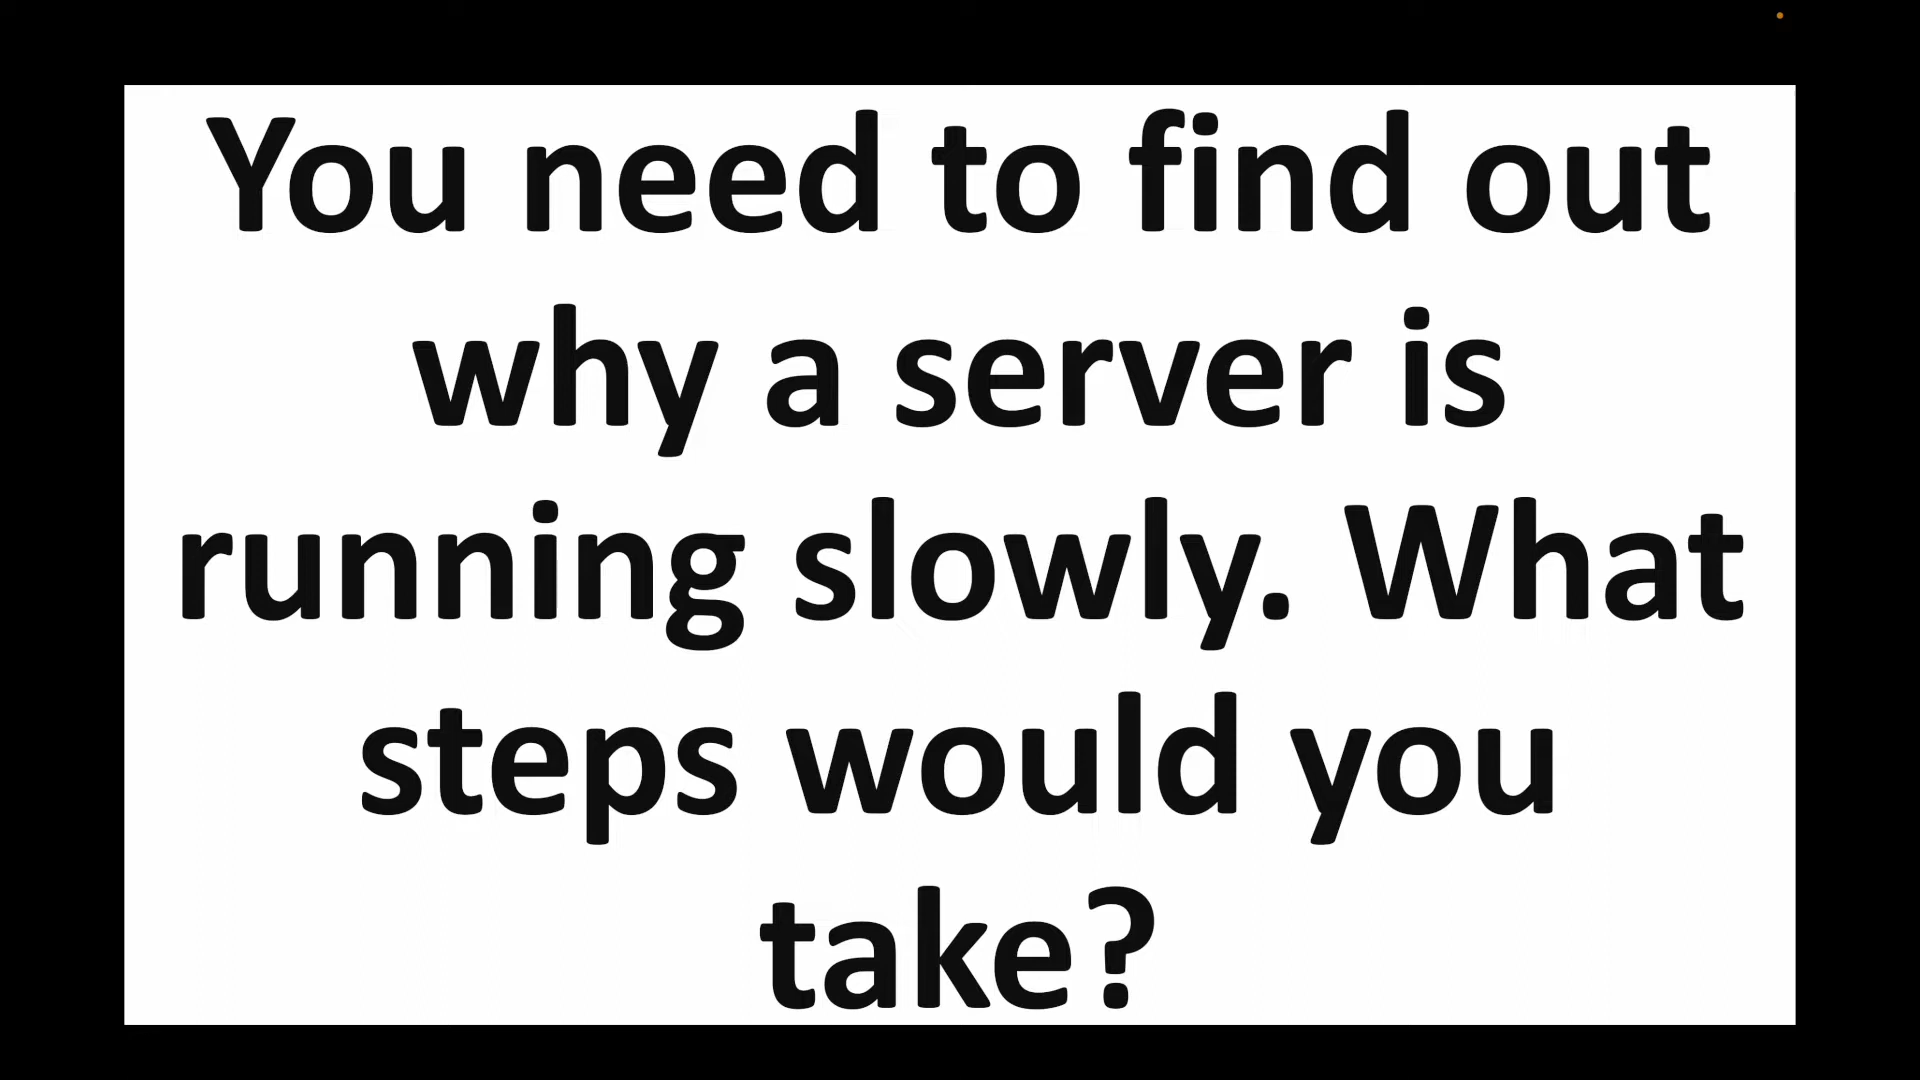 You need to find out
why a server is
running slowly. What
steps would you
take?